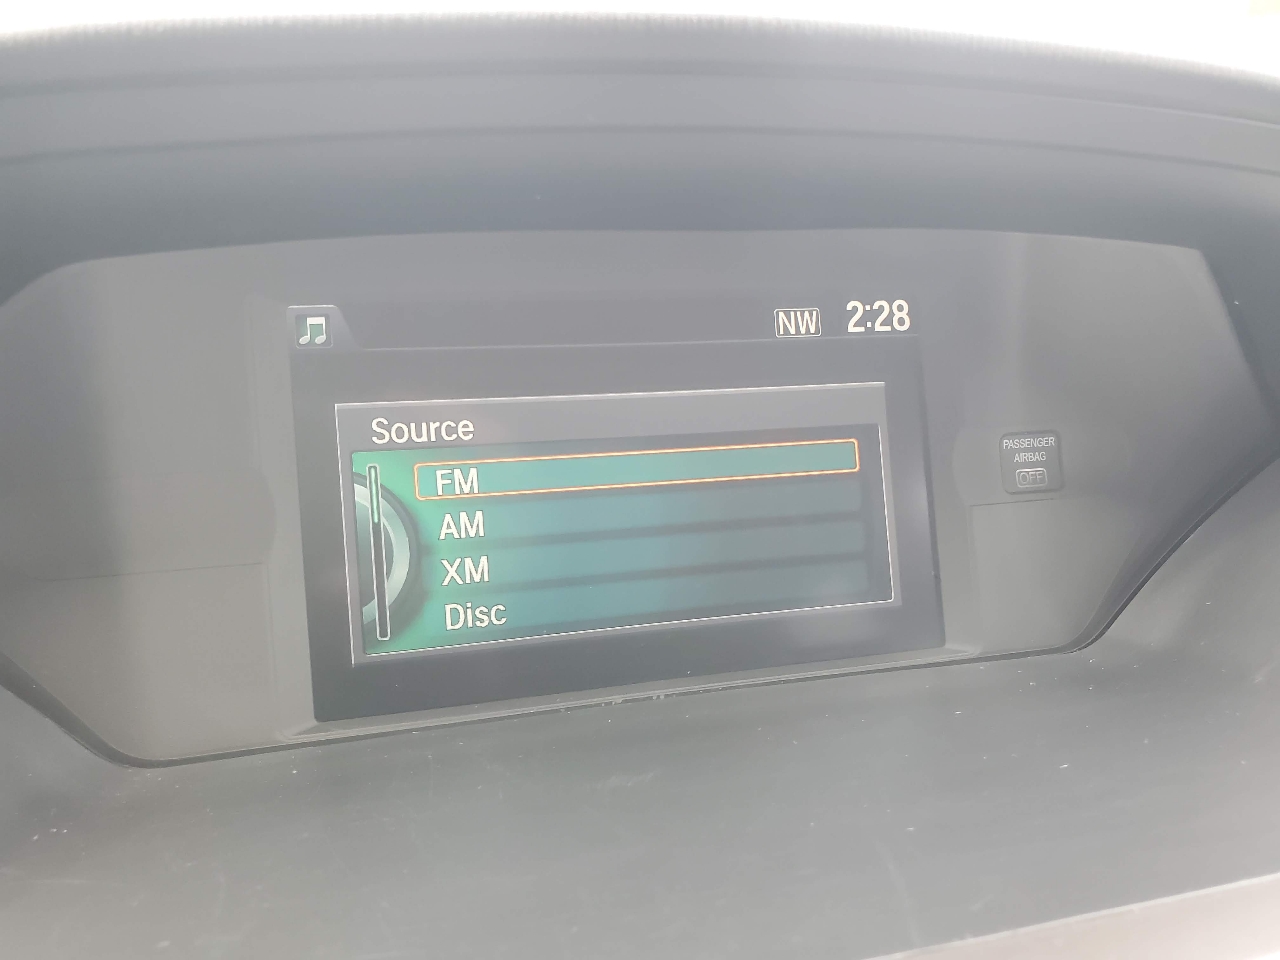 NW 2:28
Source
FM
AM
XM
Disc
PASSENGER
AIRBAG
OFF